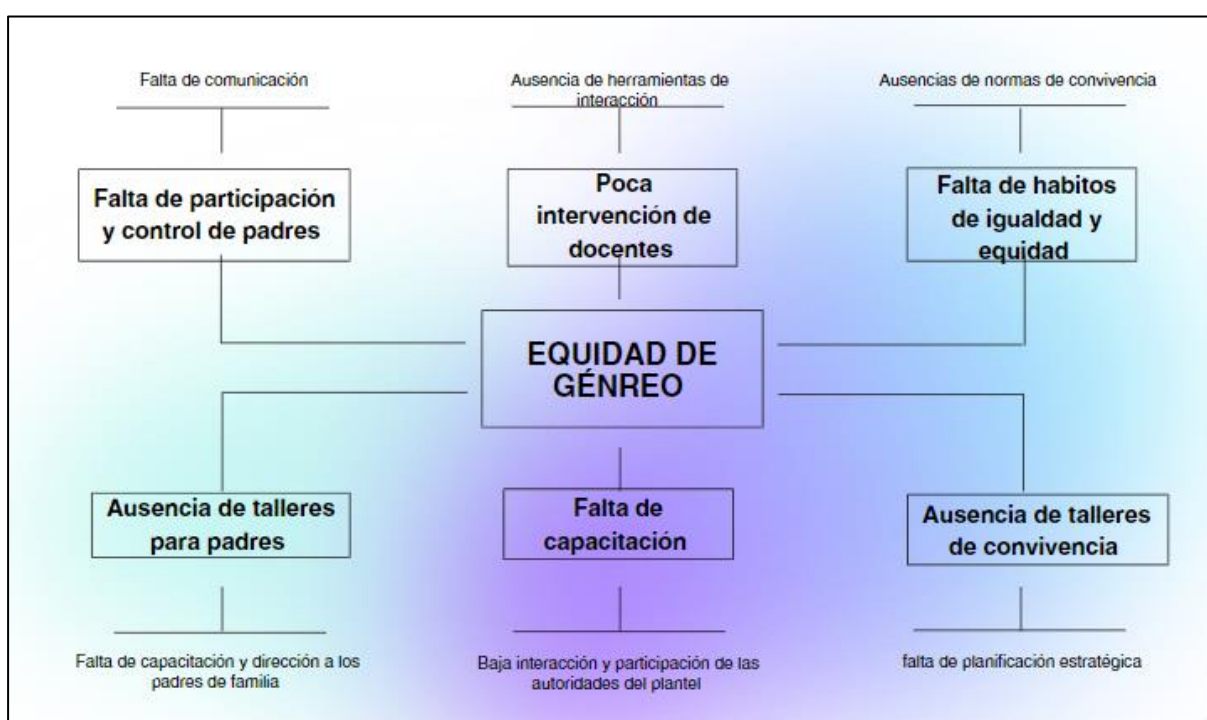 Falta de comunicación
Ausencia de herramientas de
interacción
Ausencias de normas de convivencia
Falta de participación
y control de padres
Poca
intervención de
docentes
Falta de habitos
de igualdad y
equidad
EQUIDAD DE
GÉNREO
Ausencia de talleres
para padres
Falta de
capacitación
Ausencia de talleres
de convivencia
Falta de capacitación y dirección a los
padres de familia
Baja interacción y participación de las
autoridades del plantel
falta de planificación estratégica